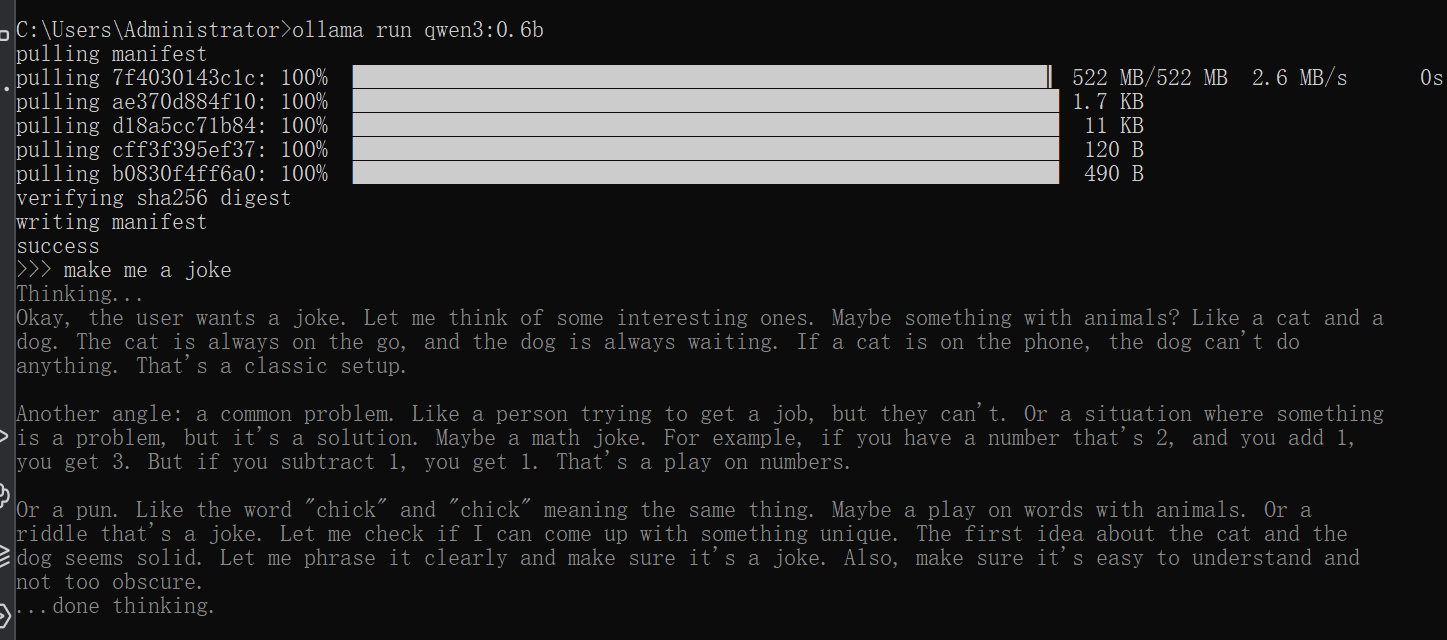 C:\Users\Administrator>ollama run qwen3:0.6b
pulling manifest
pulling 7f4030143c1c: 100% 522 MB/522 MB 2.6 MB/s 0s
pulling ae370d884f10: 100% 1.7 KB
pulling d18a5cc71b84: 100% 11 KB
pulling cff3f395ef37: 100% 120 B
pulling b0830f4ff6a0: 100% 490 B
verifying sha256 digest
writing manifest
success
>>> make me a joke
Thinking...
Okay, the user wants a joke. Let me think of some interesting ones. Maybe something with animals? Like a cat and a
dog. The cat is always on the go, and the dog is always waiting. If a cat is on the phone, the dog can't do
anything. That's a classic setup.
Another angle: a common problem. Like a person trying to get a job, but they can't. Or a situation where something
is a problem, but it's a solution. Maybe a math joke. For example, if you have a number that's 2, and you add 1,
you get 3. But if you subtract 1, you get 1. That's a play on numbers.
Or a pun. Like the word "chick" and "chick" meaning the same thing. Maybe a play on words with animals. Or a
riddle that's a joke. Let me check if I can come up with something unique. The first idea about the cat and the
dog seems solid. Let me phrase it clearly and make sure it's a joke. Also, make sure it's easy to understand and
not too obscure.
...done thinking.